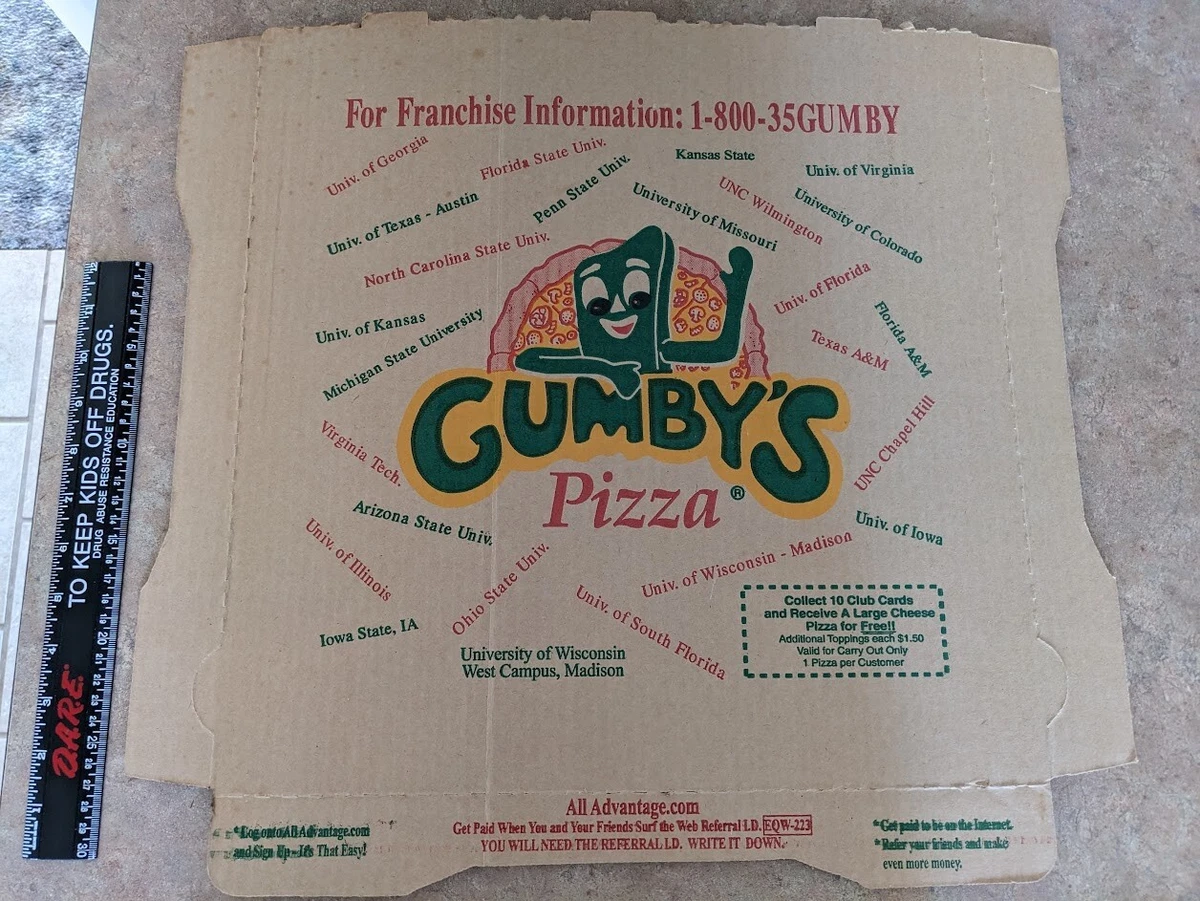 For Franchise Information: 1-800-35GUMBY
Univ. of Georgia
Florida State Univ.
Kansas State
Univ. of Virginia
Univ. of Texas - Austin
Penn State Univ.
University of Missouri
UNC Wilmington
University of Colorado
North Carolina State Univ.
Univ. of Florida
Univ. of Kansas
Michigan State University
Texas A&M
Florida A&M
GUMBY'S
Pizza®
Virginia Tech.
UNC Chapel Hill
Arizona State Univ.
Univ. of Iowa
Univ. of Illinois
Ohio State Univ.
Univ. of Wisconsin - Madison
Univ. of South Florida
Iowa State, IA
University of Wisconsin
West Campus, Madison
Collect 10 Club Cards
and Receive A Large Cheese
Pizza for Free!!
Additional Toppings each $1.50
Valid for Carry Out Only
1 Pizza per Customer
All Advantage.com
Get Paid When You and Your Friends Surf the Web Referral I.D. EQW-223
YOU WILL NEED THE REFERRAL I.D. WRITE IT DOWN.
*Log onto All Advantage.com
and Sign Up - It's That Easy!
*Get paid to be on the Internet.
*Refer your friends and make
even more money.
D.A.R.E.
TO KEEP KIDS OFF DRUGS.
DRUG ABUSE RESISTANCE EDUCATION